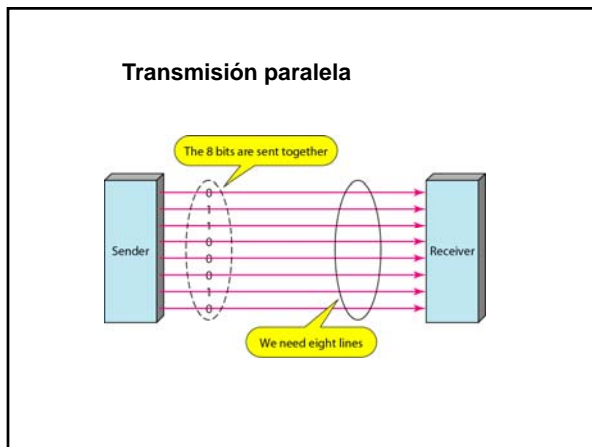 Transmisión paralela
The 8 bits are sent together
0
1
1
0
0
0
1
0
Sender
Receiver
We need eight lines